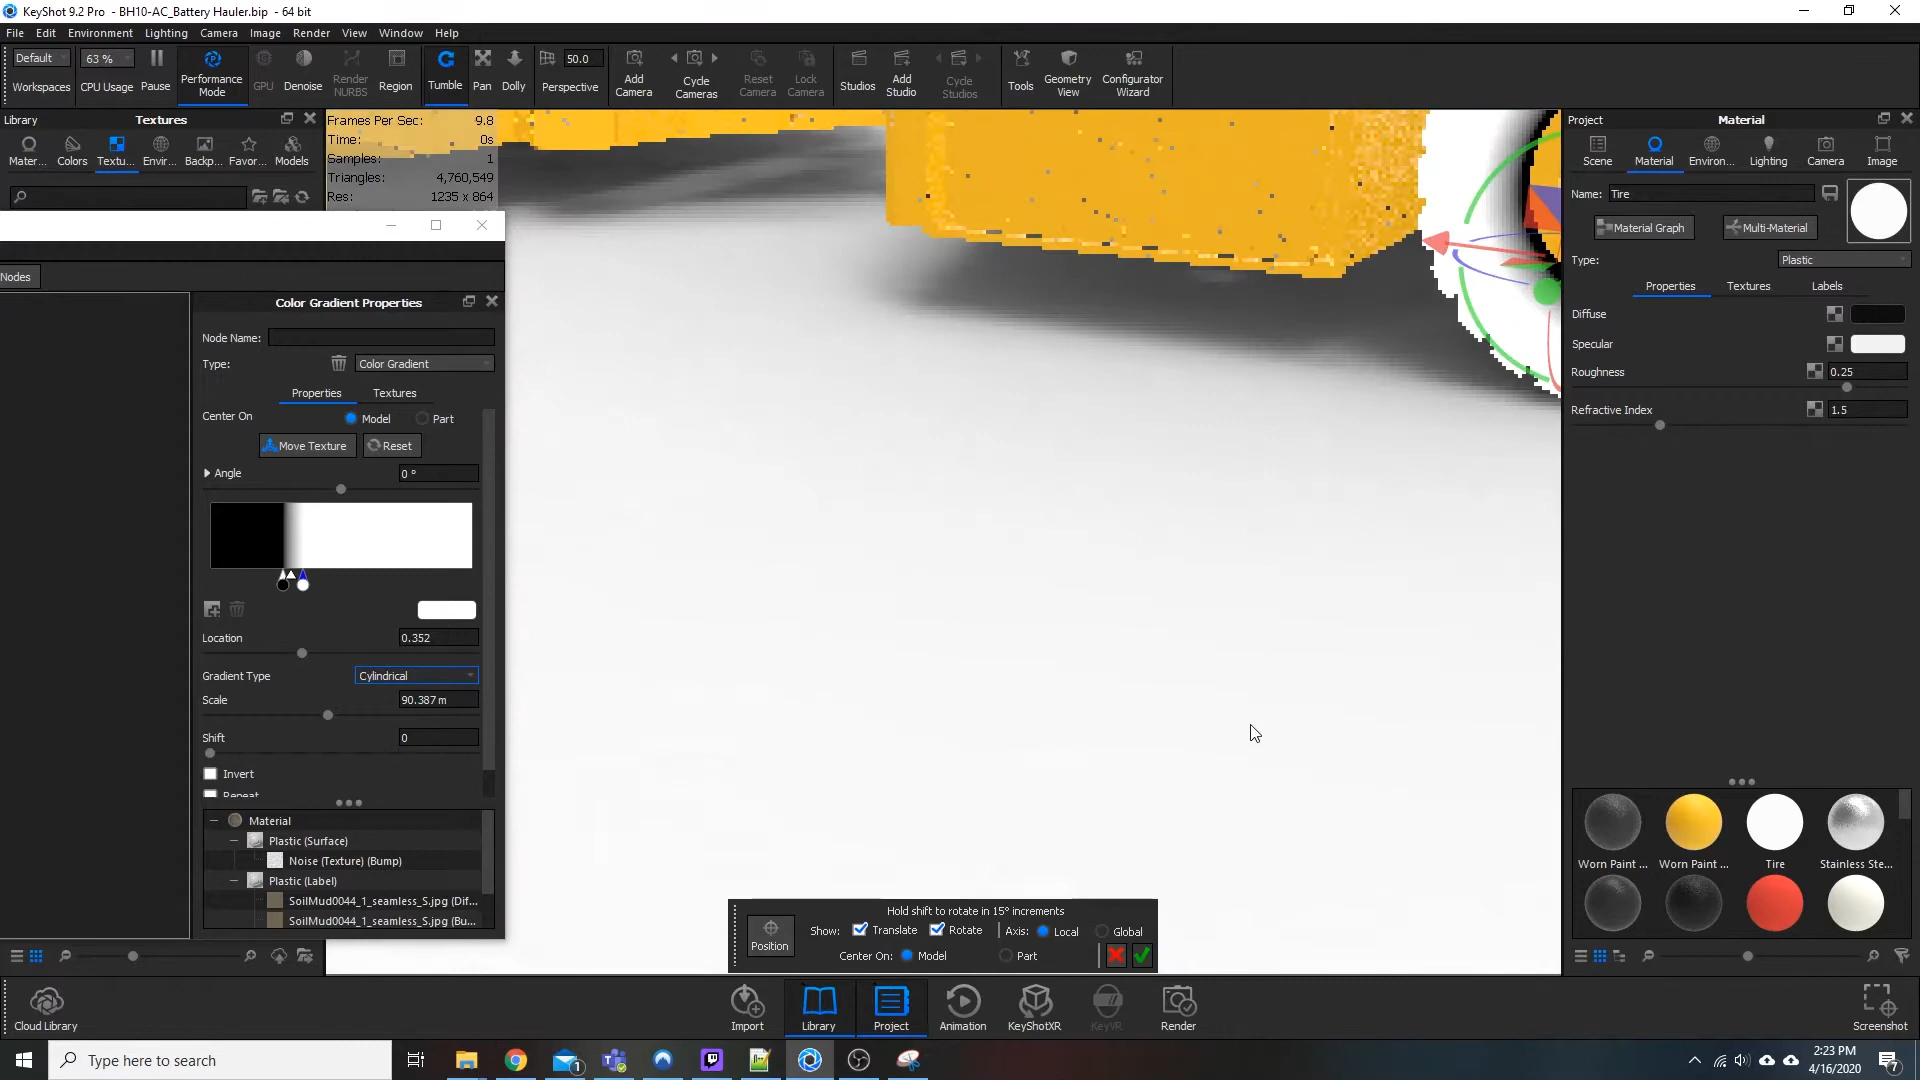 KeyShot 9.2 Pro - BH10-AC_Battery Hauler.bip - 64 bit
File Edit Environment Lighting Camera Image Render View Window Help
Default
Workspaces
63 %
CPU Usage
Pause
Performance
Mode
GPU
Denoise
Render
NURBS
Region
Tumble
Pan
Dolly
50.0
Perspective
Add
Camera
Cycle
Cameras
Reset
Camera
Lock
Camera
Studios
Add
Studio
Cycle
Studios
Tools
Geometry
View
Configurator
Wizard
Library
Textures
Mater... Colors Textu... Envir... Backp... Favor... Models
Frames Per Sec: 9.8
Time: 0s
Samples: 1
Triangles: 4,760,549
Res: 1235 x 864
Nodes
Color Gradient Properties
Node Name:
Type: Color Gradient
Properties Textures
Center On Model Part
Move Texture Reset
Angle 0 °
Location 0.352
Gradient Type Cylindrical
Scale 90.387 m
Shift 0
Invert
Repeat
Material
Plastic (Surface)
Noise (Texture) (Bump)
Plastic (Label)
SoilMud0044_1_seamless_S.jpg (Dif...
SoilMud0044_1_seamless_S.jpg (Bu...
Hold shift to rotate in 15° increments
Position
Show: Translate Rotate Axis: Local Global
Center On: Model Part
Project
Material
Scene Material Environ... Lighting Camera Image
Name: Tire
Material Graph Multi-Material
Type: Plastic
Properties Textures Labels
Diffuse
Specular
Roughness 0.25
Refractive Index 1.5
Worn Paint ... Worn Paint ... Tire Stainless Ste...
Cloud Library
Import Library Project Animation KeyShotXR KeyVR Render
Screenshot
Type here to search
1
2:23 PM
4/16/2020
7